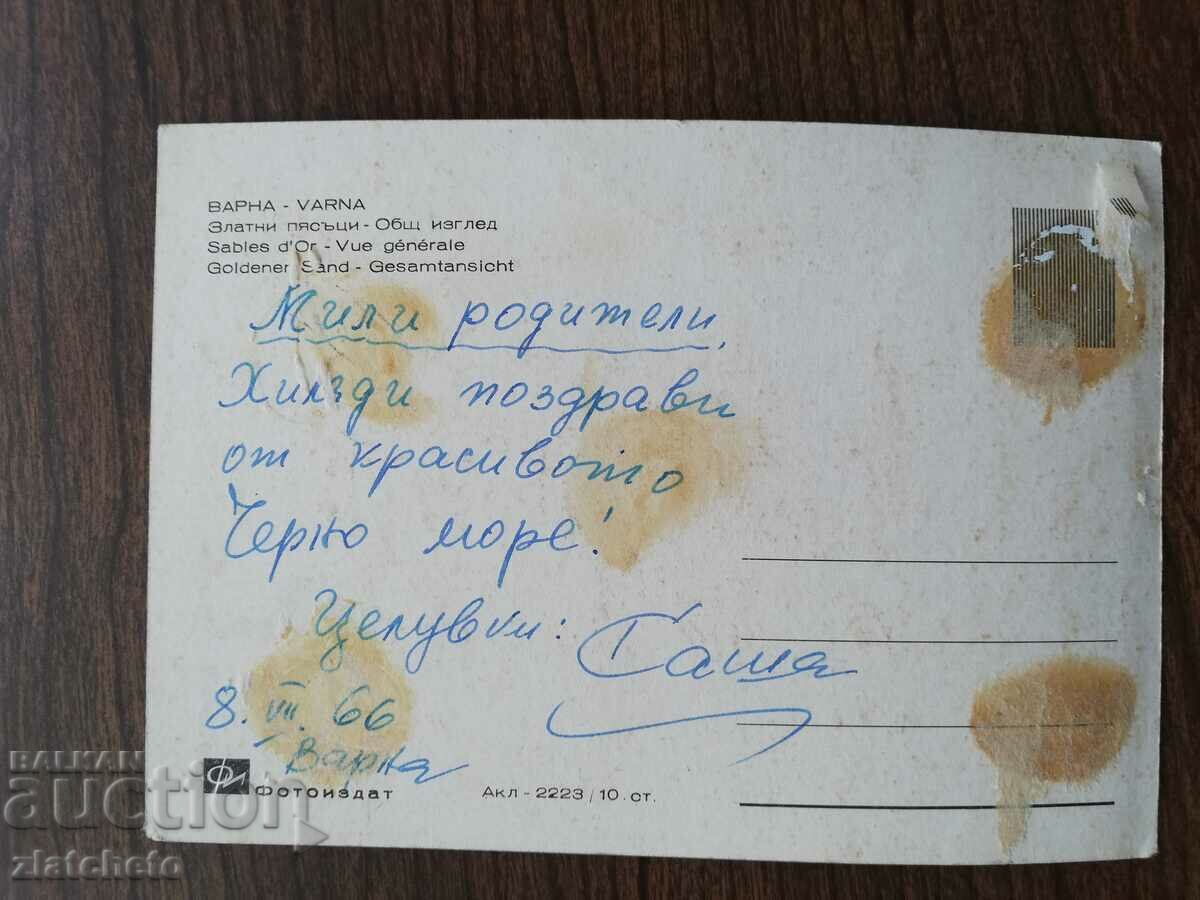 ВАРНА - VARNA
Златни пясъци - Общ изглед
Sables d'Or - Vue générale
Goldener Sand - Gesamtansicht
Мили родители,
Хиляди поздрави
от красивото
Черно море!
Целувки: Саша
8. VII. 66
Варна
Фотоиздат
Акл - 2223 / 10. ст.
BALKAN
auction
zlatcheto